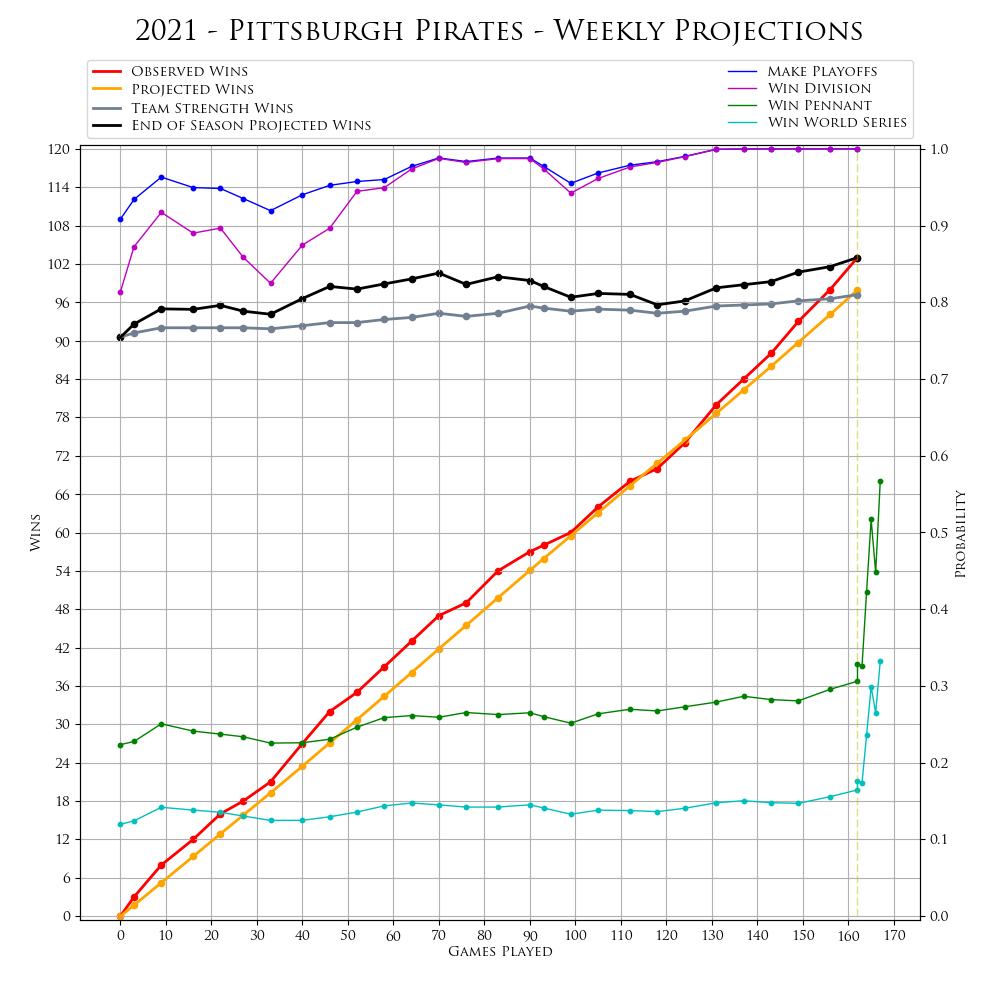 2021 - Pittsburgh Pirates - Weekly Projections
Observed Wins
Projected Wins
Team Strength Wins
End of Season Projected Wins
Make Playoffs
Win Division
Win Pennant
Win World Series
120
114
108
102
96
90
84
78
72
66
60
54
48
42
36
30
24
18
12
6
0
Wins
1.0
0.9
0.8
0.7
0.6
0.5
0.4
0.3
0.2
0.1
0.0
Probability
0 10 20 30 40 50 60 70 80 90 100 110 120 130 140 150 160 170
Games Played